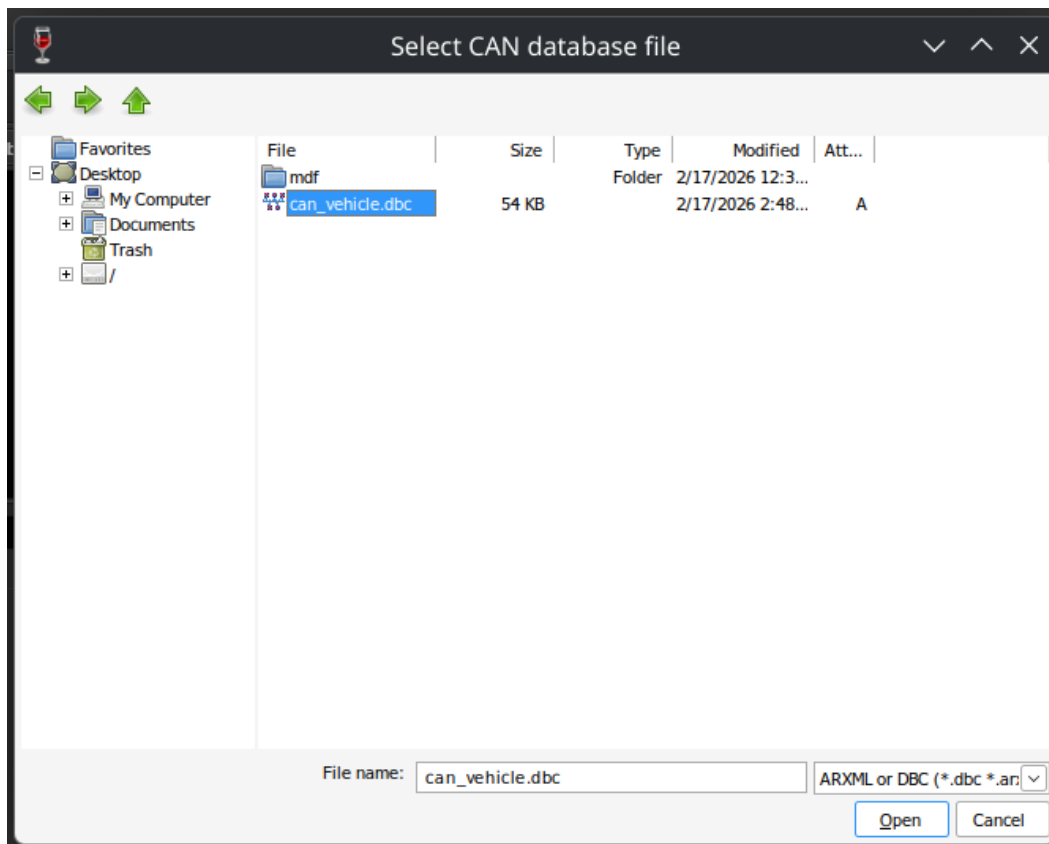 Select CAN database file
Favorites
Desktop
My Computer
Documents
Trash
/
File Size Type Modified Att...
mdf Folder 2/17/2026 12:3...
can_vehicle.dbc 54 KB 2/17/2026 2:48... A
File name: can_vehicle.dbc ARXML or DBC (*.dbc *.ar
Open Cancel